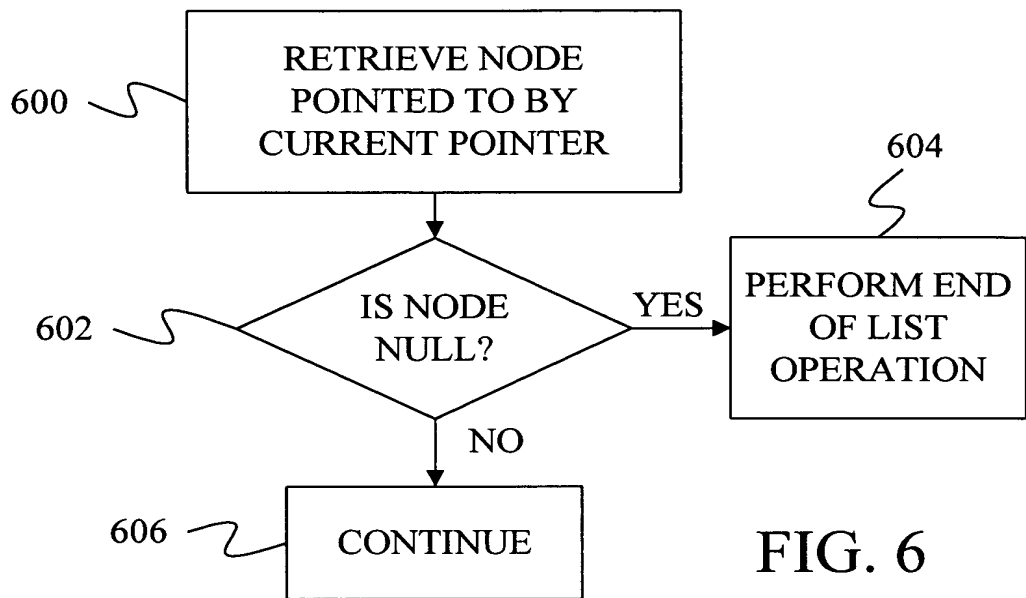 RETRIEVE NODE
POINTED TO BY
CURRENT POINTER
600
604
IS NODE
NULL?
602
YES
PERFORM END
OF LIST
OPERATION
NO
CONTINUE
606
FIG. 6